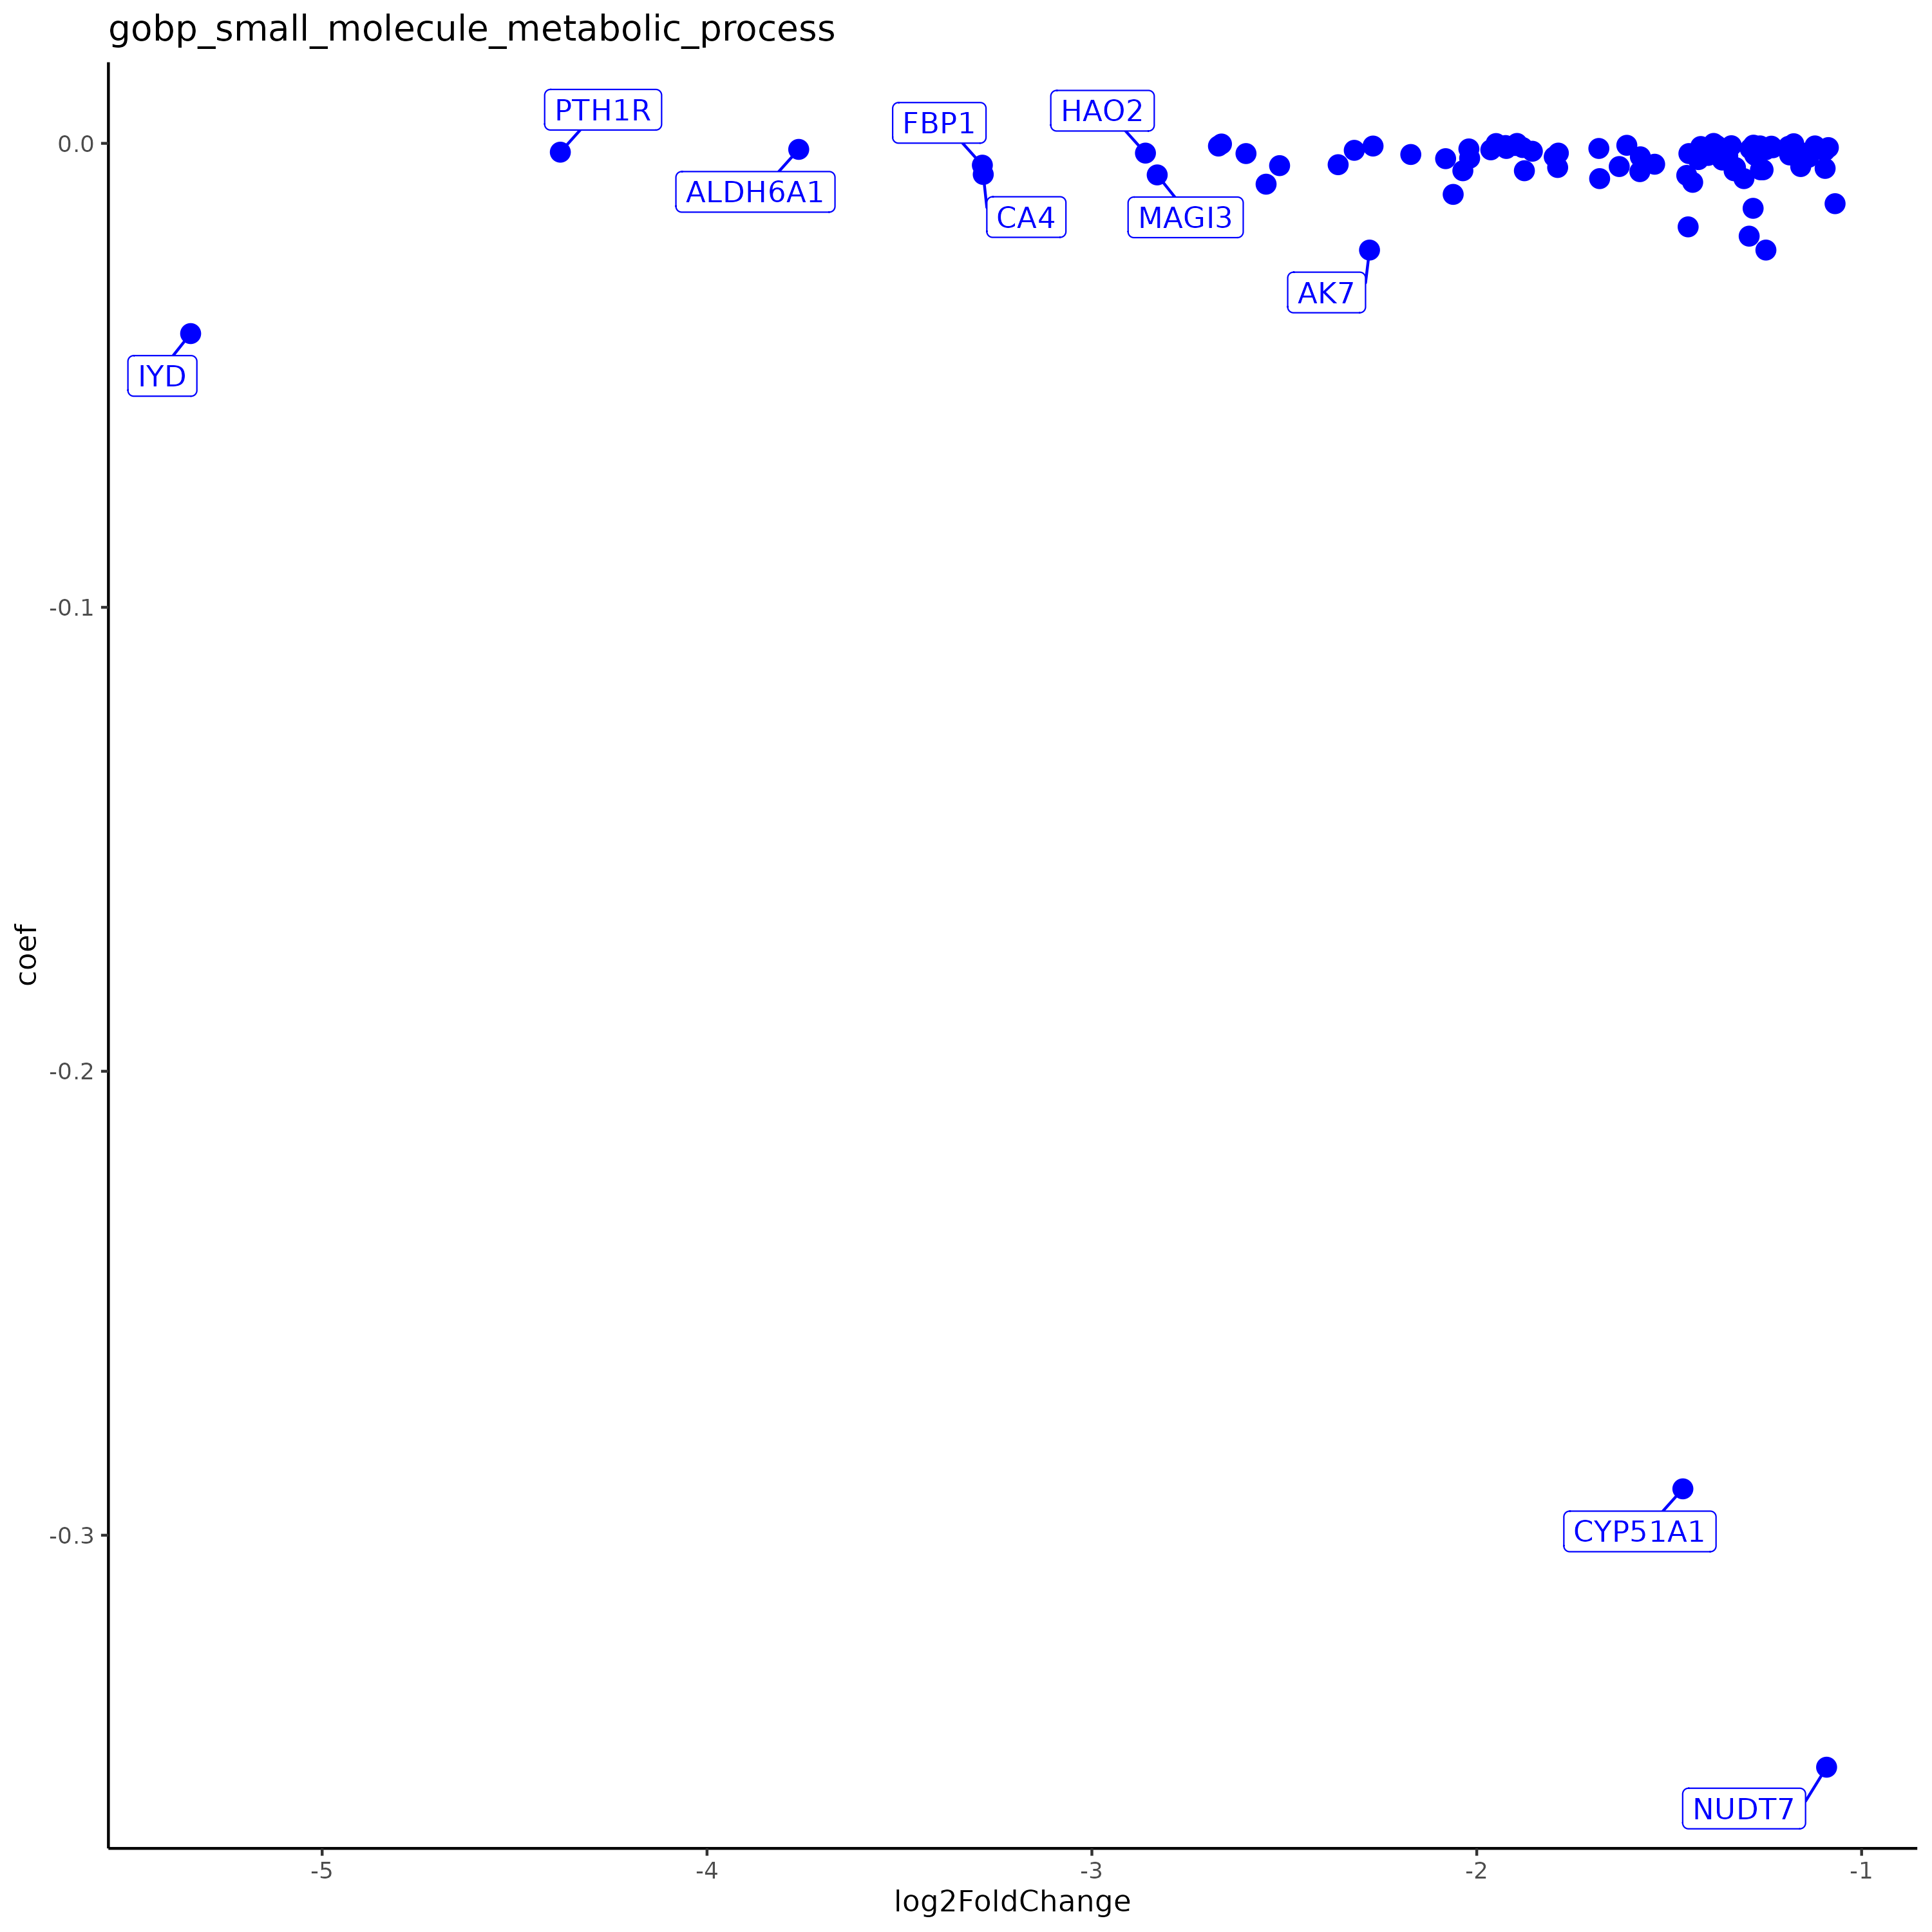 gobp_small_molecule_metabolic_process
PTH1R
HAO2
FBP1
0.0
ALDH6A1
CA4
MAGI3
AK7
IYD
-0.1
coef
-0.2
CYP51A1
-0.3
NUDT7
-5
-4
-3
-2
-1
log2FoldChange